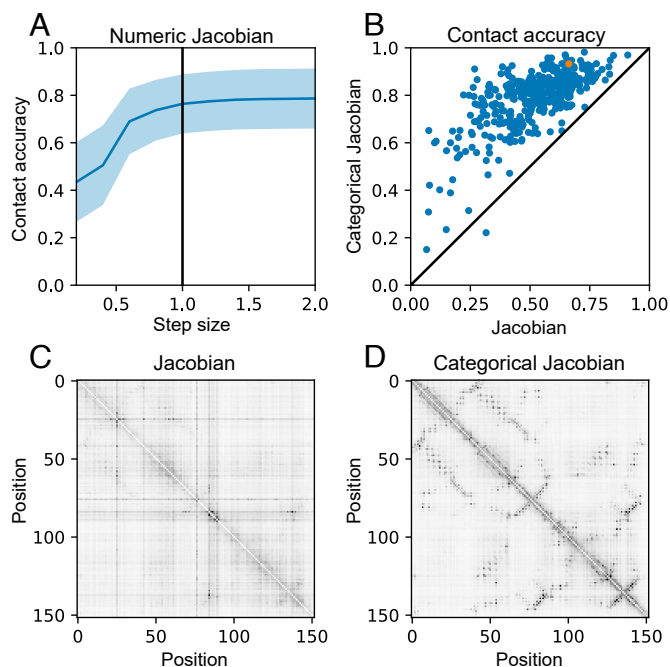 A
Numeric Jacobian
Contact accuracy
1.0
0.8
0.6
0.4
0.2
0.0
0.5
1.0
1.5
2.0
Step size
B
Contact accuracy
Categorical Jacobian
1.0
0.8
0.6
0.4
0.2
0.0
0.00
0.25
0.50
0.75
1.00
Jacobian
C
Jacobian
Position
0
50
100
150
0
50
100
150
Position
D
Categorical Jacobian
Position
0
50
100
150
0
50
100
150
Position